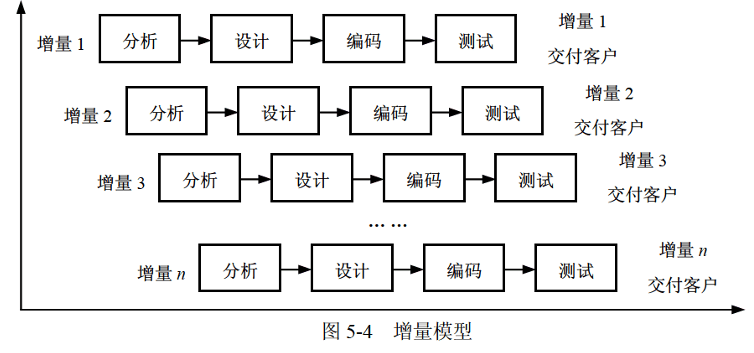 增量 1 分析 设计 编码 测试 增量 1
交付客户
增量 2 分析 设计 编码 测试 增量 2
交付客户
增量 3 分析 设计 编码 测试 增量 3
交付客户
... ...
增量 n 分析 设计 编码 测试 增量 n
交付客户
图 5-4 增量模型